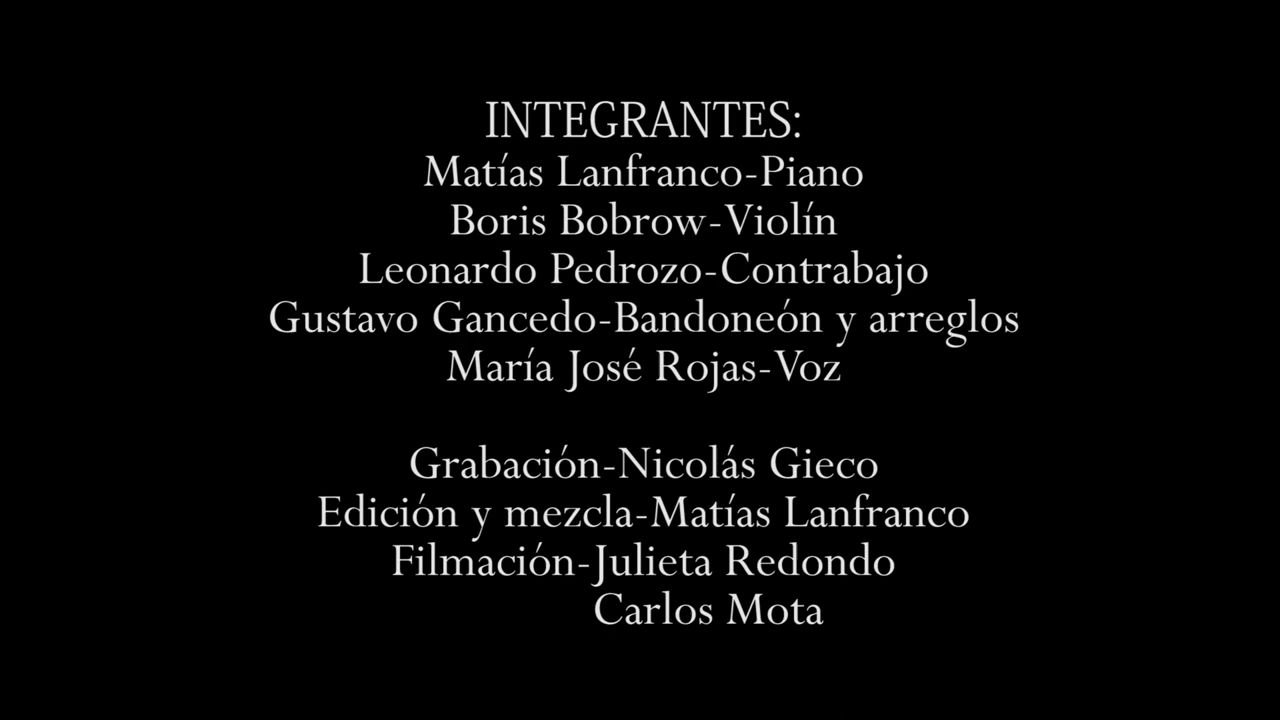 INTEGRANTES:
Matías Lanfranco-Piano
Boris Bobrow-Violín
Leonardo Pedrozo-Contrabajo
Gustavo Gancedo-Bandoneón y arreglos
María José Rojas-Voz
Grabación-Nicolás Gieco
Edición y mezcla-Matías Lanfranco
Filmación-Julieta Redondo
Carlos Mota